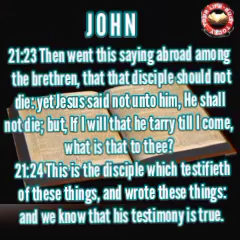 JOHN
21:23 Then went this saying abroad among
the brethren, that that disciple should not
die: yet Jesus said not unto him, He shall
not die; but, If I will that he tarry till I come,
what is that to thee?
21:24 This is the disciple which testifieth
of these things, and wrote these things:
and we know that his testimony is true.